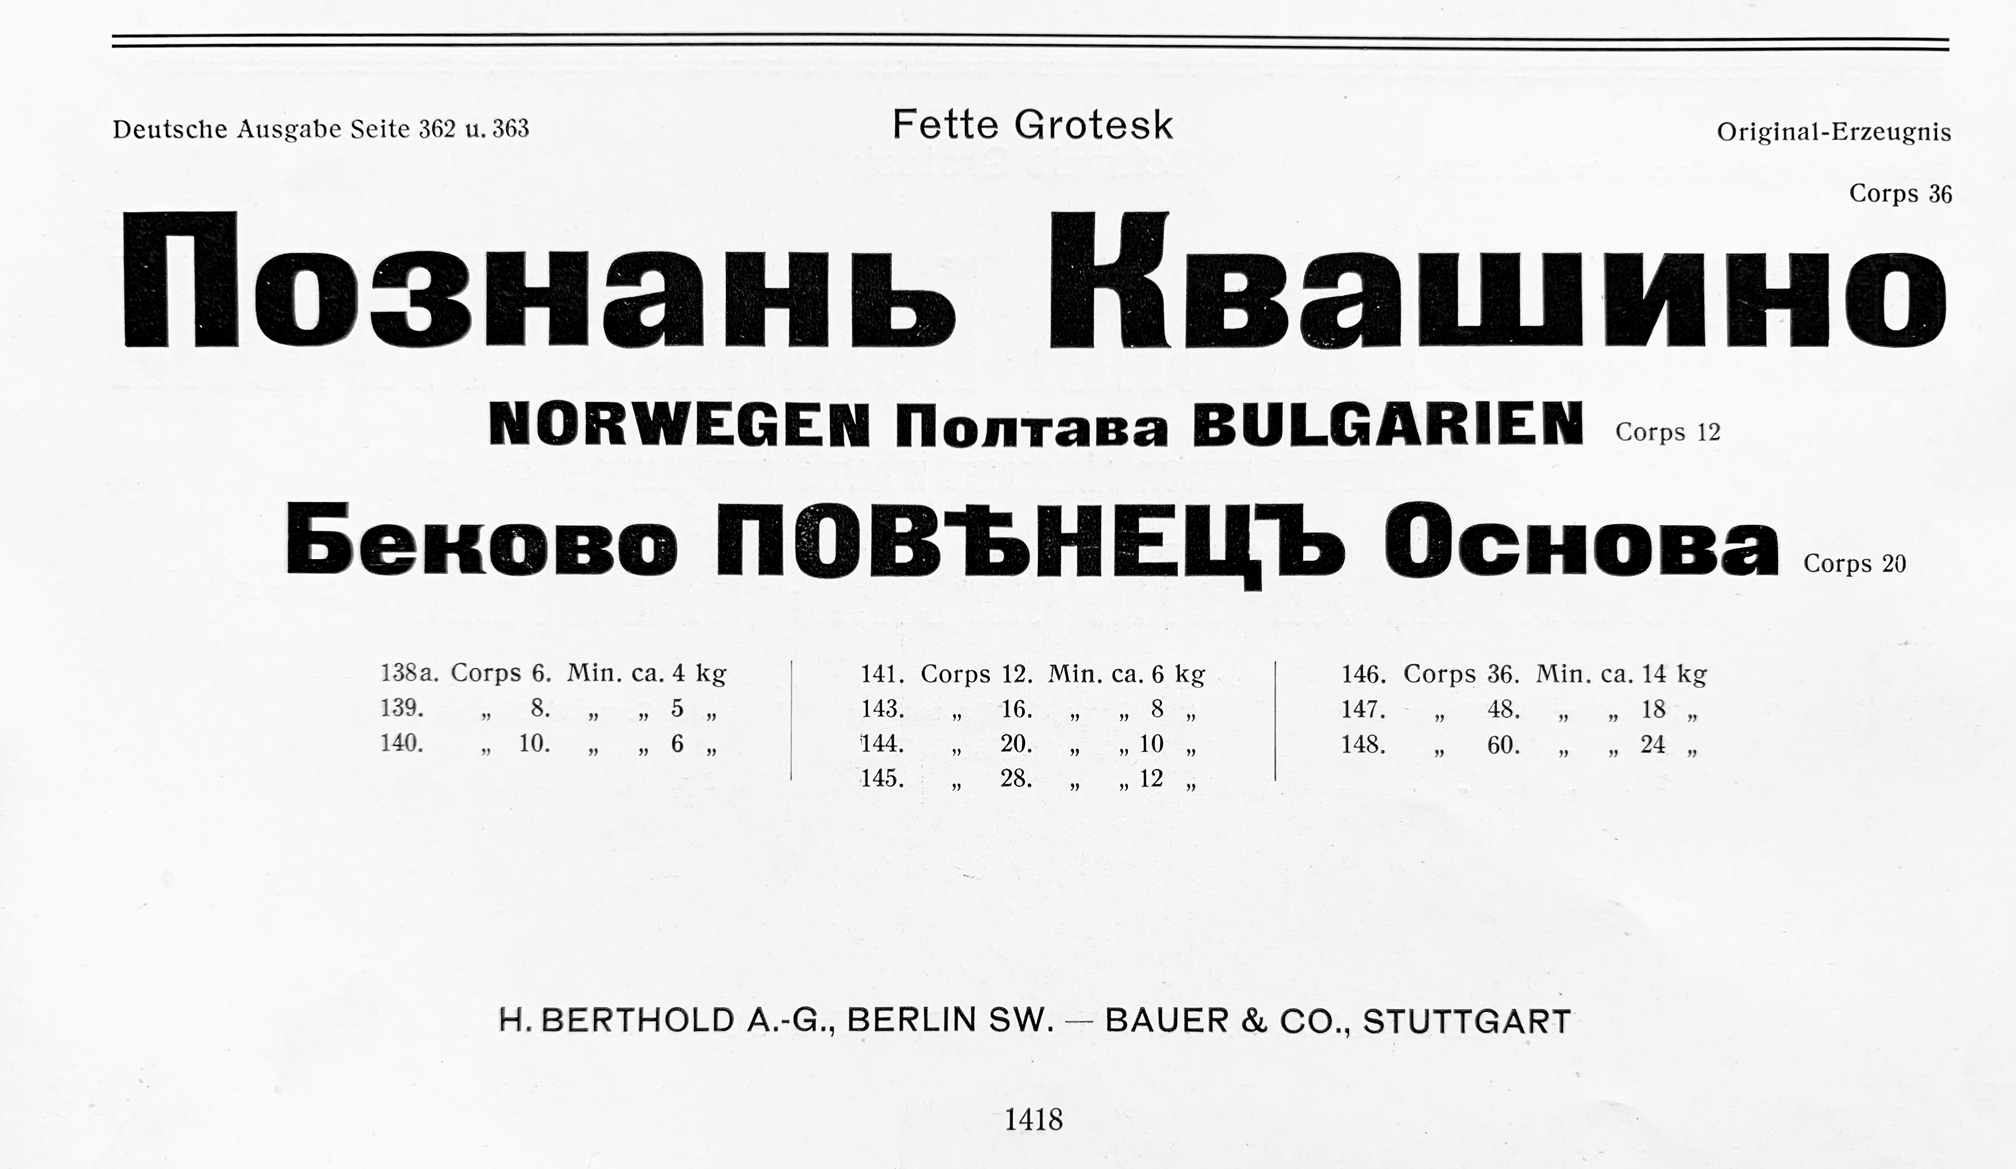 Deutsche Ausgabe Seite 362 u. 363
Fette Grotesk
Original-Erzeugnis
Corps 36
Познань Квашино
NORWEGEN Полтава BULGARIEN Corps 12
Беково ПОВѢНЕЦЪ Основа Corps 20
138a. Corps 6. Min. ca. 4 kg
139. „ 8. „ „ 5 „
140. „ 10. „ „ 6 „
141. Corps 12. Min. ca. 6 kg
143. „ 16. „ „ 8 „
144. „ 20. „ „ 10 „
145. „ 28. „ „ 12 „
146. Corps 36. Min. ca. 14 kg
147. „ 48. „ „ 18 „
148. „ 60. „ „ 24 „
H. BERTHOLD A.-G., BERLIN SW. — BAUER & CO., STUTTGART
1418